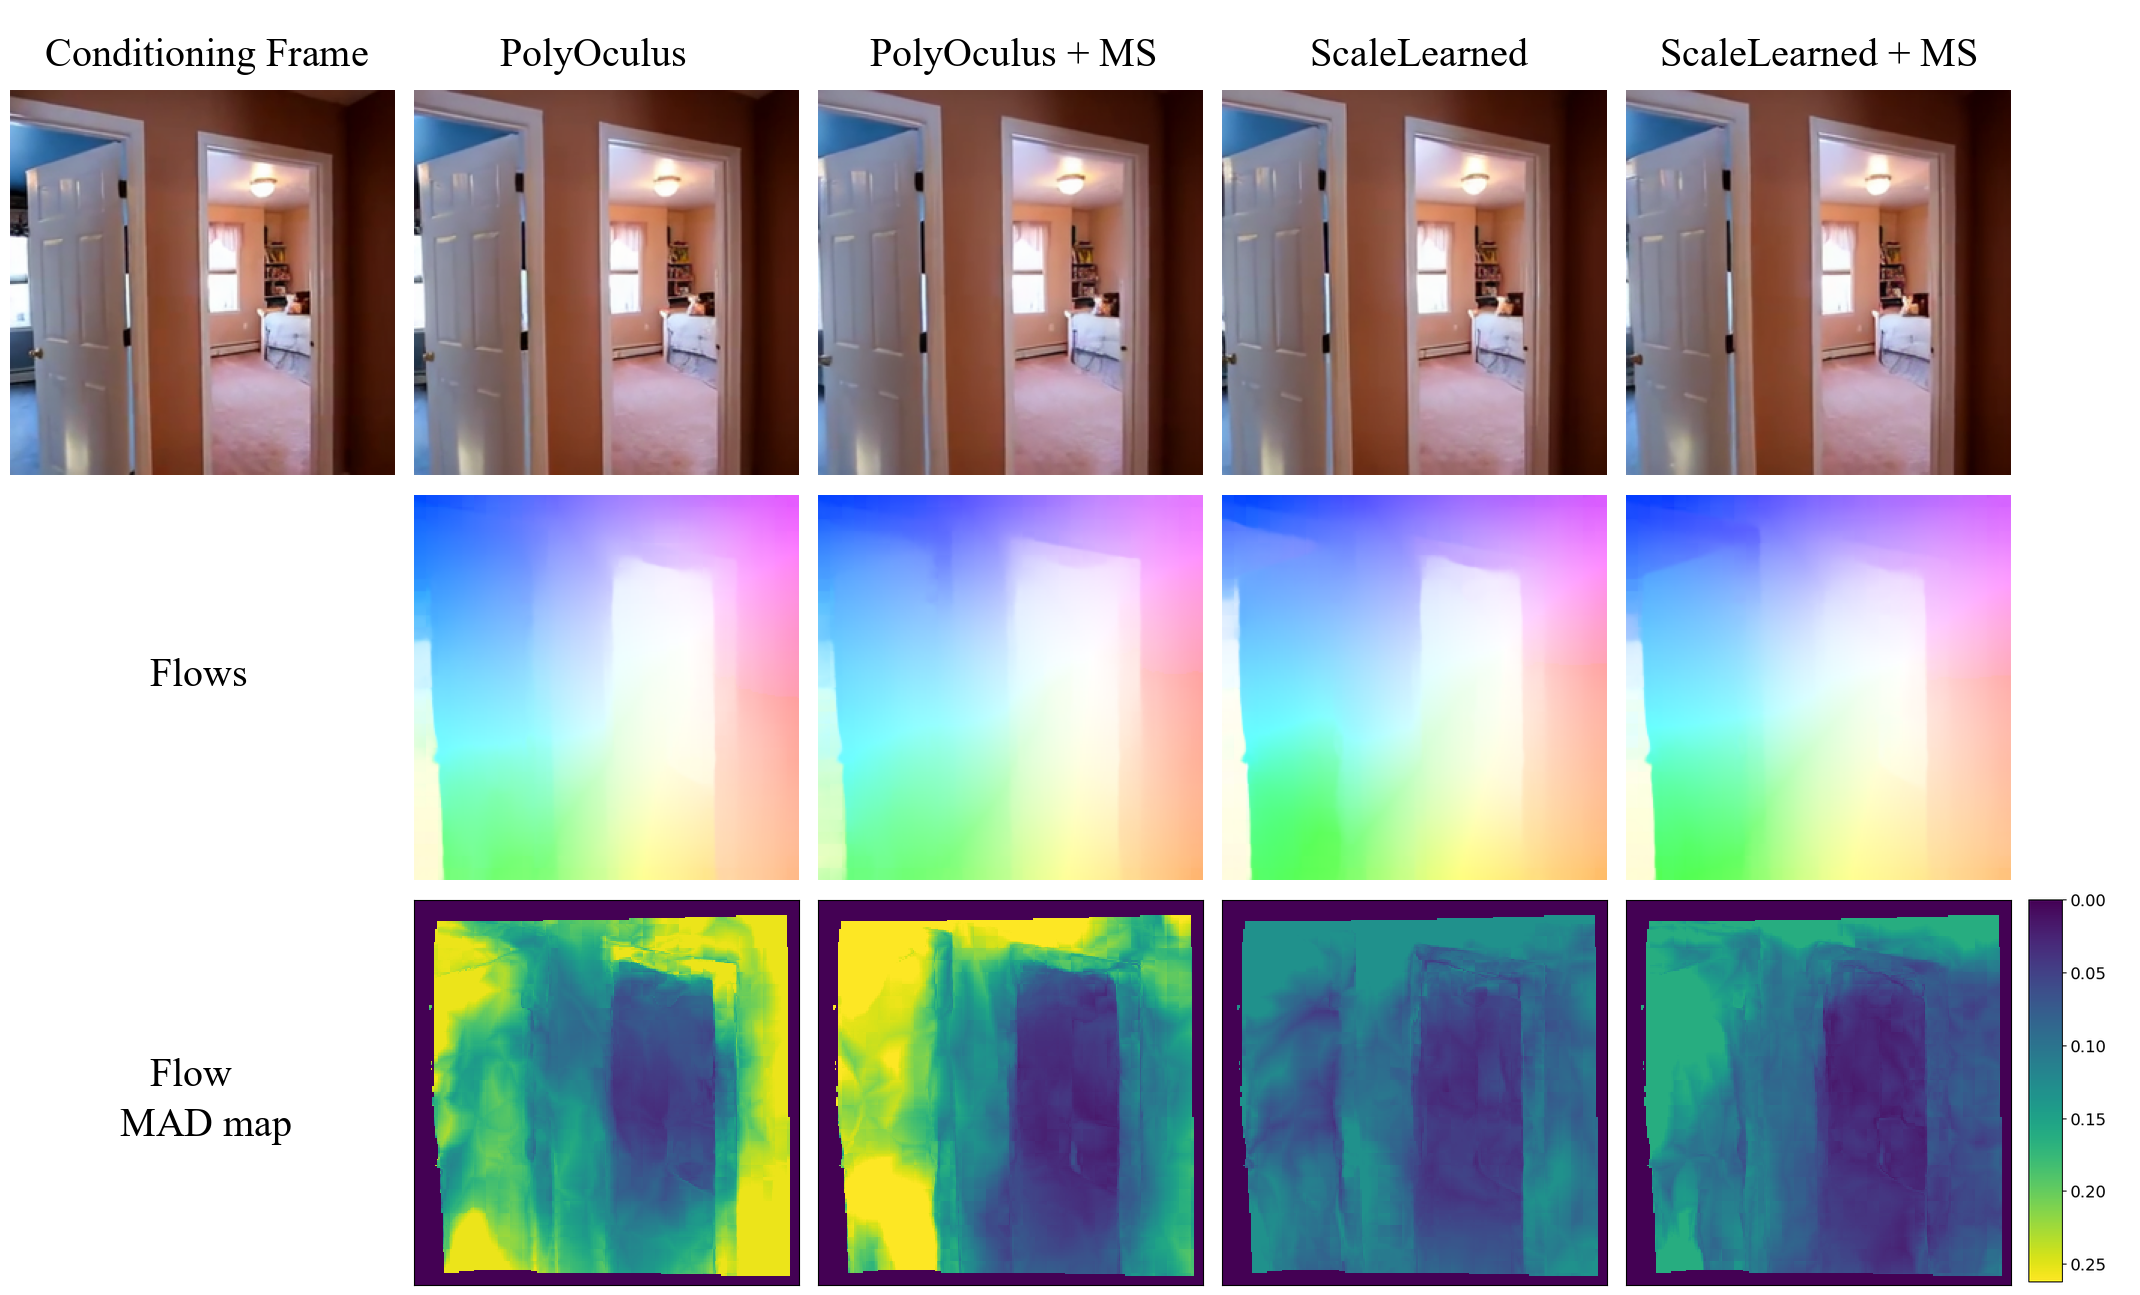 Conditioning Frame
PolyOculus
PolyOculus + MS
ScaleLearned
ScaleLearned + MS
Flows
Flow
MAD map
0.00
0.05
0.10
0.15
0.20
0.25